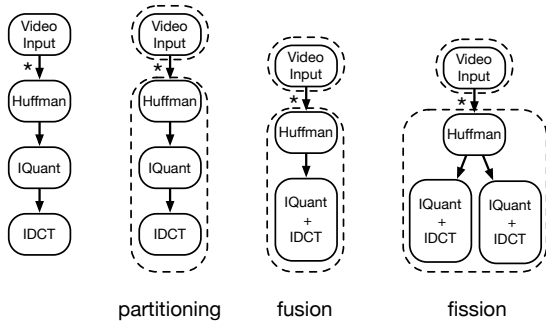 Video
Input
*
Huffman
IQuant
IDCT
Video
Input
*
Huffman
IQuant
IDCT
partitioning
Video
Input
*
Huffman
IQuant
+
IDCT
fusion
Video
Input
*
Huffman
IQuant
+
IDCT
IQuant
+
IDCT
fission